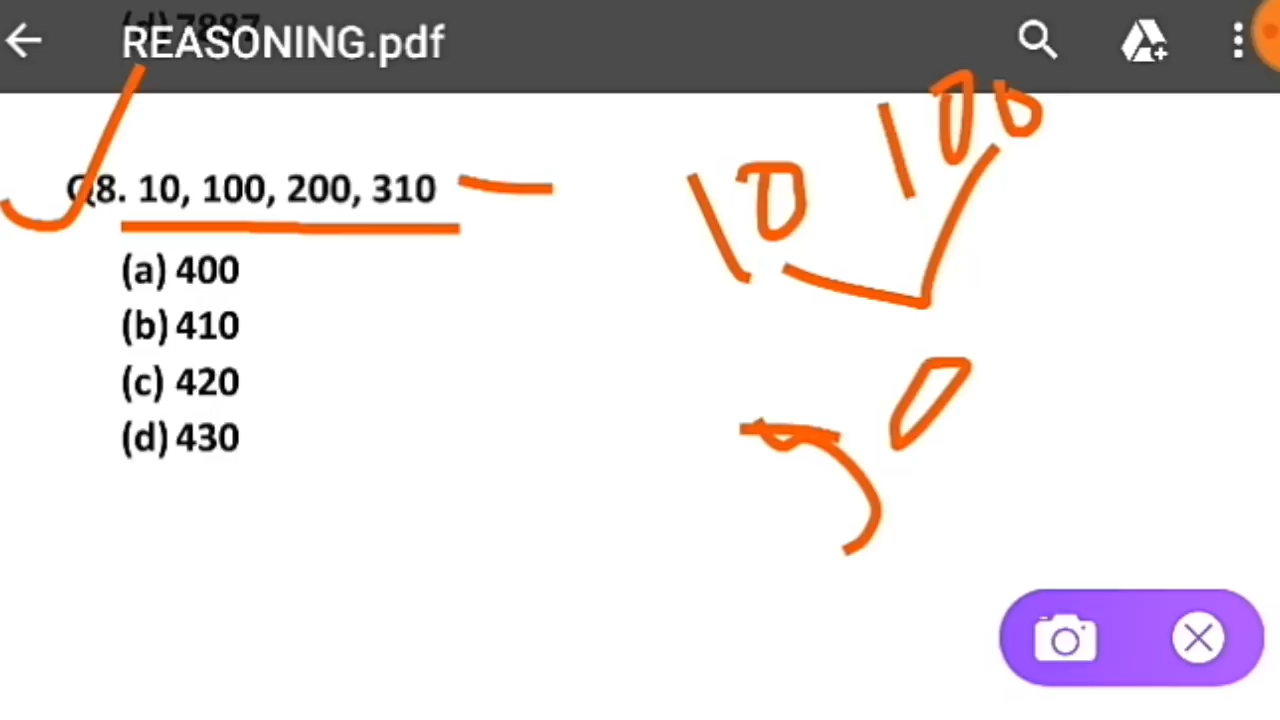 REASONING.pdf
Q8. 10, 100, 200, 310
(a) 400
(b) 410
(c) 420
(d) 430
10 100